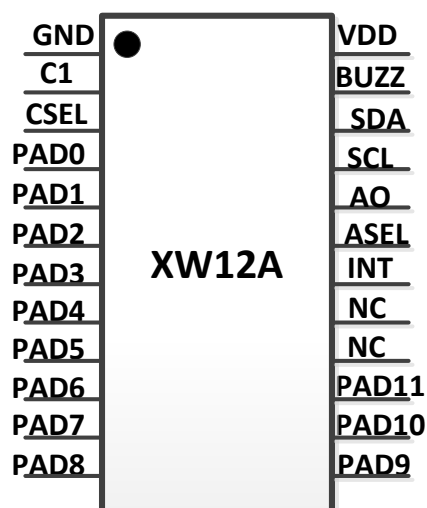 GND VDD
C1 BUZZ
CSEL SDA
PAD0 SCL
PAD1 AO
PAD2 ASEL
XW12A
PAD3 INT
PAD4 NC
PAD5 NC
PAD6 PAD11
PAD7 PAD10
PAD8 PAD9